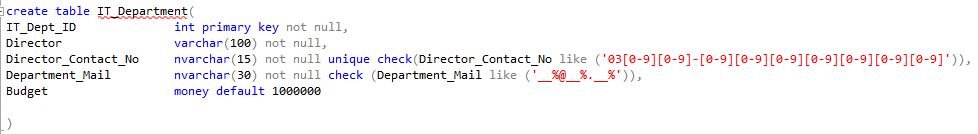 create table IT_Department(
IT_Dept_ID int primary key not null,
Director varchar(100) not null,
Director_Contact_No nvarchar(15) not null unique check(Director_Contact_No like ('03[0-9][0-9]-[0-9][0-9][0-9][0-9][0-9][0-9][0-9]')),
Department_Mail nvarchar(30) not null check (Department_Mail like ('__%@__%.__%')),
Budget money default 1000000
)